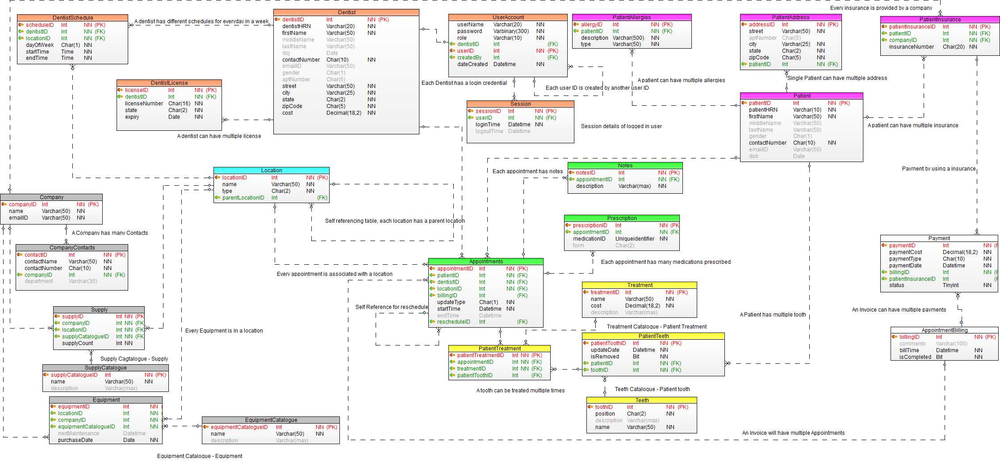 Every insurance is provided by a company
DentistSchedule
scheduleID Int NN (PK)
dentistID Int NN (FK)
locationID Int NN (FK)
dayOfWeek Char(1) NN
startTime Time NN
endTime Time NN
A dentist has different schedules for everyday in a week
Dentist
dentistID Int NN (PK)
dentistHRN Varchar(20) NN
firstName Varchar(50) NN
middleName Varchar(50)
lastName Varchar(50)
doj Date
contactNumber Char(10) NN
emailID Varchar(50)
gender Char(1)
aptNumber Char(5)
street Varchar(50) NN
city Varchar(25) NN
state Char(2) NN
zipCode Char(5) NN
cost Decimal(18,2) NN
UserAccount
userName Varchar(20) NN
password Varbinary(300) NN
role Varchar(10) NN
dentistID Int (FK)
userID Int NN (PK)
createdBy Int (FK)
dateCreated Datetime NN
PatientAllergies
allergyID Int NN (PK)
patientID Int NN (FK)
description Varchar(500) NN
type Varchar(50) NN
PatientAddress
addressID Int NN (PK)
street Varchar(50) NN
aptNumber Char(5)
city Varchar(25) NN
state Char(2) NN
zipCode Char(5) NN
patientID Int NN (FK)
PatientInsurance
patientInsuranceID Int NN (PK)
patientID Int NN (FK)
companyID Int NN (FK)
insuranceNumber Char(20) NN
DentistLicense
licenseID Int NN (PK)
dentistID Int NN (FK)
licenseNumber Char(16) NN
state Char(2) NN
expiry Date NN
A dentist can have multiple license
Each Dentist has a login credential
Each user ID is created by another user ID
A patient can have multiple allergies
Single Patient can have multiple address
Session
sessionID Int NN (PK)
userID Int NN (FK)
loginTime Datetime NN
logoutTime Datetime
Session details of logged in user
Patient
patientID Int NN (PK)
patientHRN Varchar(10) NN
firstName Varchar(50) NN
middleName Varchar(50)
lastName Varchar(50)
gender Char(1)
contactNumber Char(10) NN
emailID Varchar(50)
dob Date
A patient can have multiple insurance
Location
locationID Int NN (PK)
name Varchar(50) NN
type Char(2) NN
parentLocationID Int (FK)
Self referencing table, each location has a parent location
Each appointment has notes
Notes
notesID Int NN (PK)
appointmentID Int NN (FK)
description Varchar(max) NN
Payment by using a insurance
Company
companyID Int NN (PK)
name Varchar(50) NN
emailID Varchar(50) NN
A Company has many Contacts
CompanyContacts
contactID Int NN (PK)
contactName Varchar(50) NN
contactNumber Char(10) NN
companyID Int NN (FK)
department Varchar(30)
Prescription
prescriptionID Int NN (PK
appointmentID Int NN (FK
medicationID Uniqueidentifier NN
form Char(2)
Each appointment has many medications prescribed
Payment
paymentID Int NN (F
paymentCost Decimal(18,2) NN
paymentType Char(10) NN
paymentDate Datetime NN
billingID Int NN (F
patientInsuranceID Int (F
status Tinyint NN
Every appointment is associated with a location
Appointments
appointmentID Int NN (PK)
patientID Int NN (FK)
dentistID Int NN (FK)
locationID Int NN (FK)
billingID Int (FK)
updateType Char(1) NN
startTime Datetime NN
endTime Datetime
rescheduleID Int (FK)
Self Reference for reschedule
Treatment
treatmentID Int NN (PK)
name Varchar(50) NN
cost Decimal(18,2) NN
description Varchar(max)
Treatment Catalogue - Patient Treatment
A Patient has multiple tooth
An Invoice can have multiple payments
Supply
supplyID Int NN (PK
companyID Int NN (FK
locationID Int NN (FK
supplyCatalogueID Int NN (FK
supplyCount Int NN
Every Equipment is in a location
Supply Cagtalogue - Supply
SupplyCatalogue
supplyCatalogueID Int NN (PK)
name Varchar(50) NN
description Varchar(max)
PatientTreatment
patientTreatmentID Int NN (PK)
appointmentID Int NN (FK)
treatmentID Int NN (FK)
patientToothID Int (FK)
A tooth can be treated multiple times
PatientTeeth
patientToothID Int NN (PK)
updateDate Datetime NN
isRemoved Bit NN
patientID Int NN (FK)
toothID Int NN (FK)
Teeth Catalogue - Patient tooth
AppointmentBilling
billingID Int NN (PK)
comments Varchar(100)
billTime Datetime NN
isCompleted Bit NN
Equipment
equipmentID Int NN (
locationID Int NN (
companyID Int NN (
equipmentCatalogueID Int NN (
nextMaintenance Datetime
purchaseDate Date NN
EquipmentCatalogue
equipmentCatalogueID Int NN (PK)
name Varchar(50) NN
description Varchar(max)
Teeth
toothID Int NN (PK)
position Char(2) NN
description Varchar(max)
name Varchar(50) NN
An Invoice will have multiple Appointments
Equipment Catalogue - Equipment